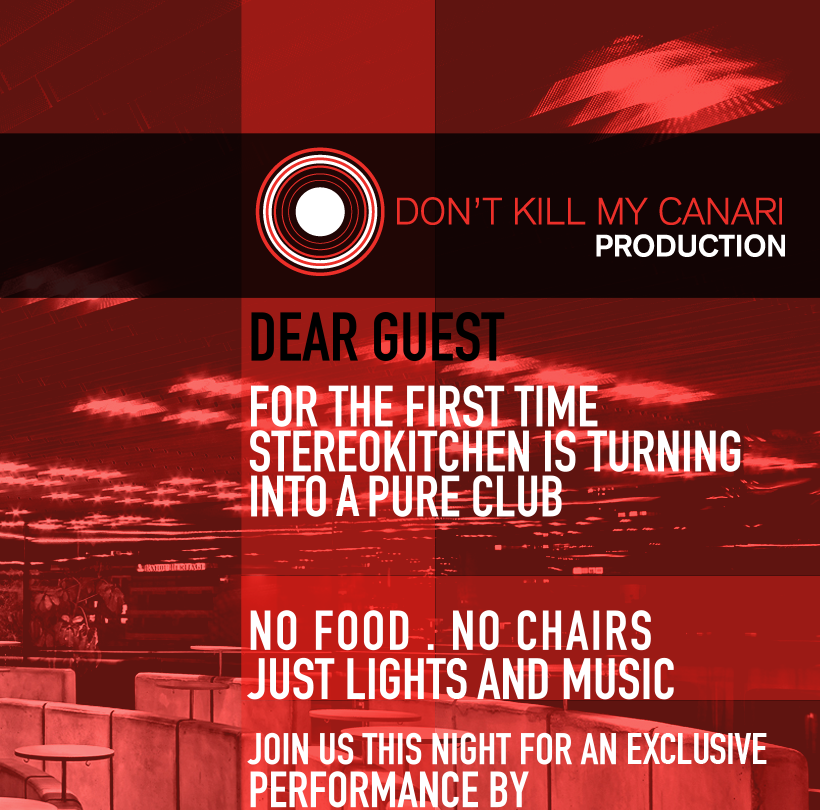 DON'T KILL MY CANARI
PRODUCTION
DEAR GUEST
FOR THE FIRST TIME
STEREOKITCHEN IS TURNING
INTO A PURE CLUB
NO FOOD . NO CHAIRS
JUST LIGHTS AND MUSIC
JOIN US THIS NIGHT FOR AN EXCLUSIVE
PERFORMANCE BY